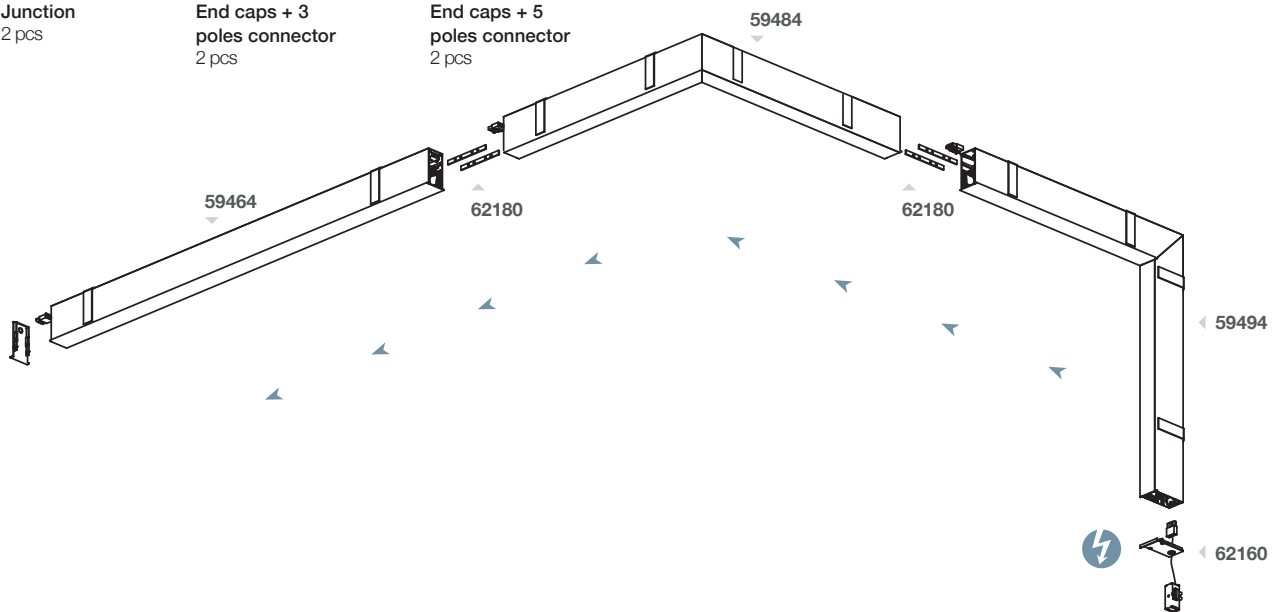 Junction
2 pcs
End caps + 3
poles connector
2 pcs
End caps + 5
poles connector
2 pcs
59484
59464
62180
62180
59494
62160